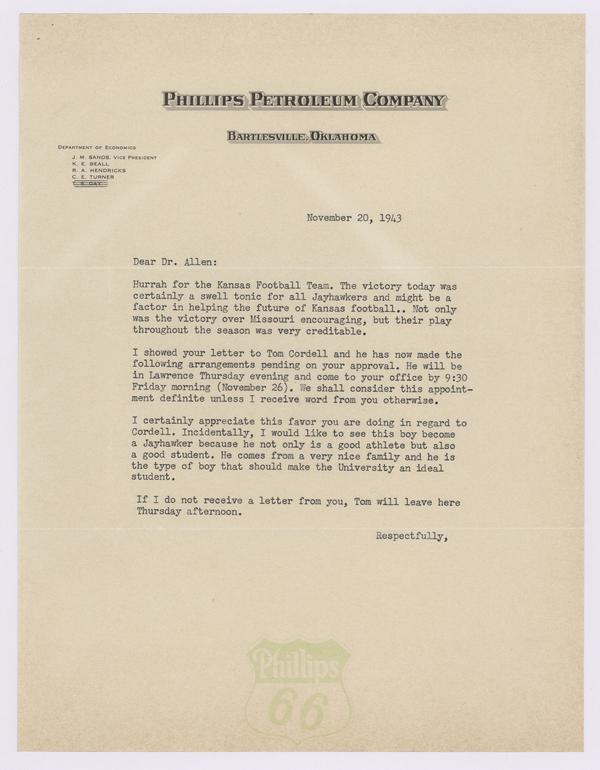 PHILLIPS PETROLEUM COMPANY
BARTLESVILLE, OKLAHOMA
DEPARTMENT OF ECONOMICS
J. M. SANDS, VICE PRESIDENT
K. E. BEALL
R. A. HENDRICKS
C. E. TURNER
November 20, 1943
Dear Dr. Allen:
Hurrah for the Kansas Football Team. The victory today was
certainly a swell tonic for all Jayhawkers and might be a
factor in helping the future of Kansas football.. Not only
was the victory over Missouri encouraging, but their play
throughout the season was very creditable.
I showed your letter to Tom Cordell and he has now made the
following arrangements pending on your approval. He will be
in Lawrence Thursday evening and come to your office by 9:30
Friday morning (November 26). We shall consider this appoint-
ment definite unless I receive word from you otherwise.
I certainly appreciate this favor you are doing in regard to
Cordell. Incidentally, I would like to see this boy become
a Jayhawker because he not only is a good athlete but also
a good student. He comes from a very nice family and he is
the type of boy that should make the University an ideal
student.
If I do not receive a letter from you, Tom will leave here
Thursday afternoon.
Respectfully,
Phillips
66